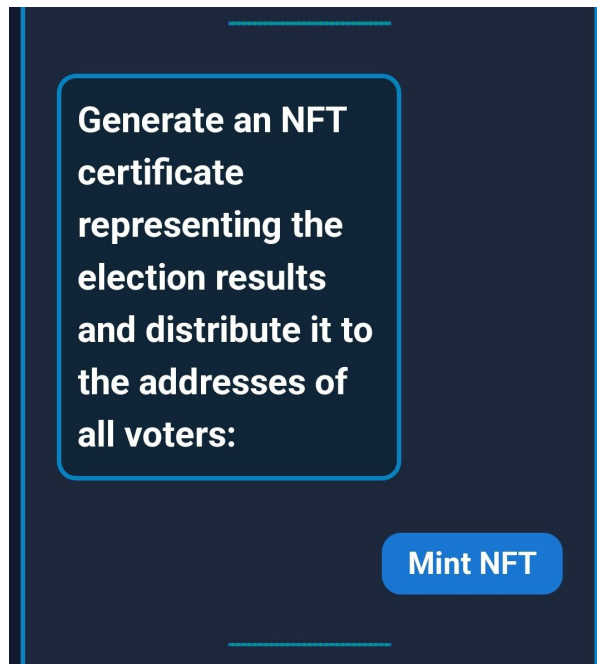 Generate an NFT
certificate
representing the
election results
and distribute it to
the addresses of
all voters:
Mint NFT